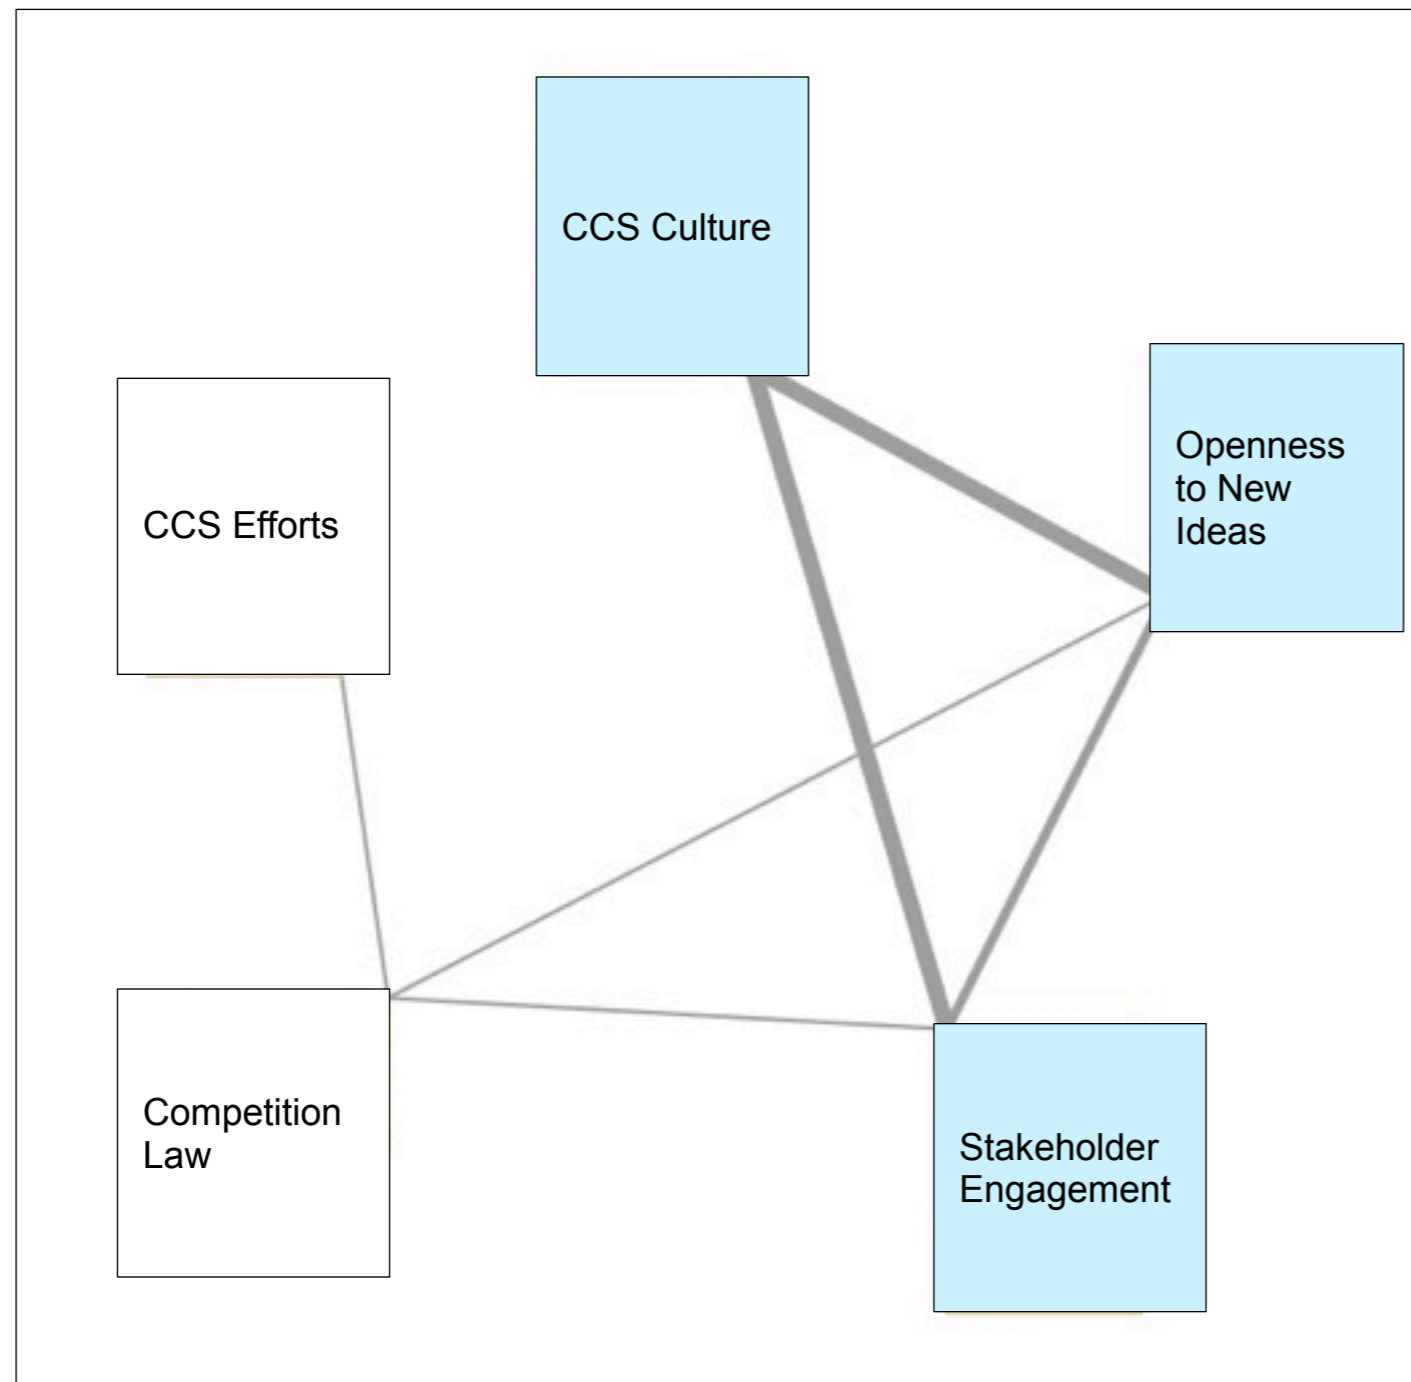 CCS Culture
Openness
to New
Ideas
CCS Efforts
Competition
Law
Stakeholder
Engagement